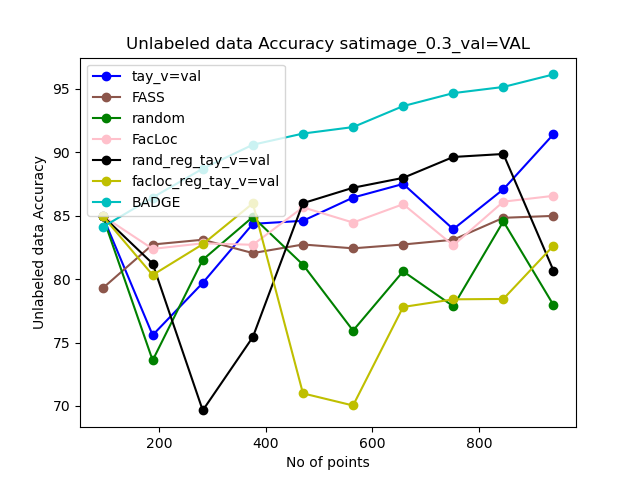 Unlabeled data Accuracy satimage_0.3_val=VAL
tay_v=val
FASS
random
FacLoc
rand_reg_tay_v=val
facloc_reg_tay_v=val
BADGE
Unlabeled data Accuracy
95
90
85
80
75
70
200 400 600 800
No of points